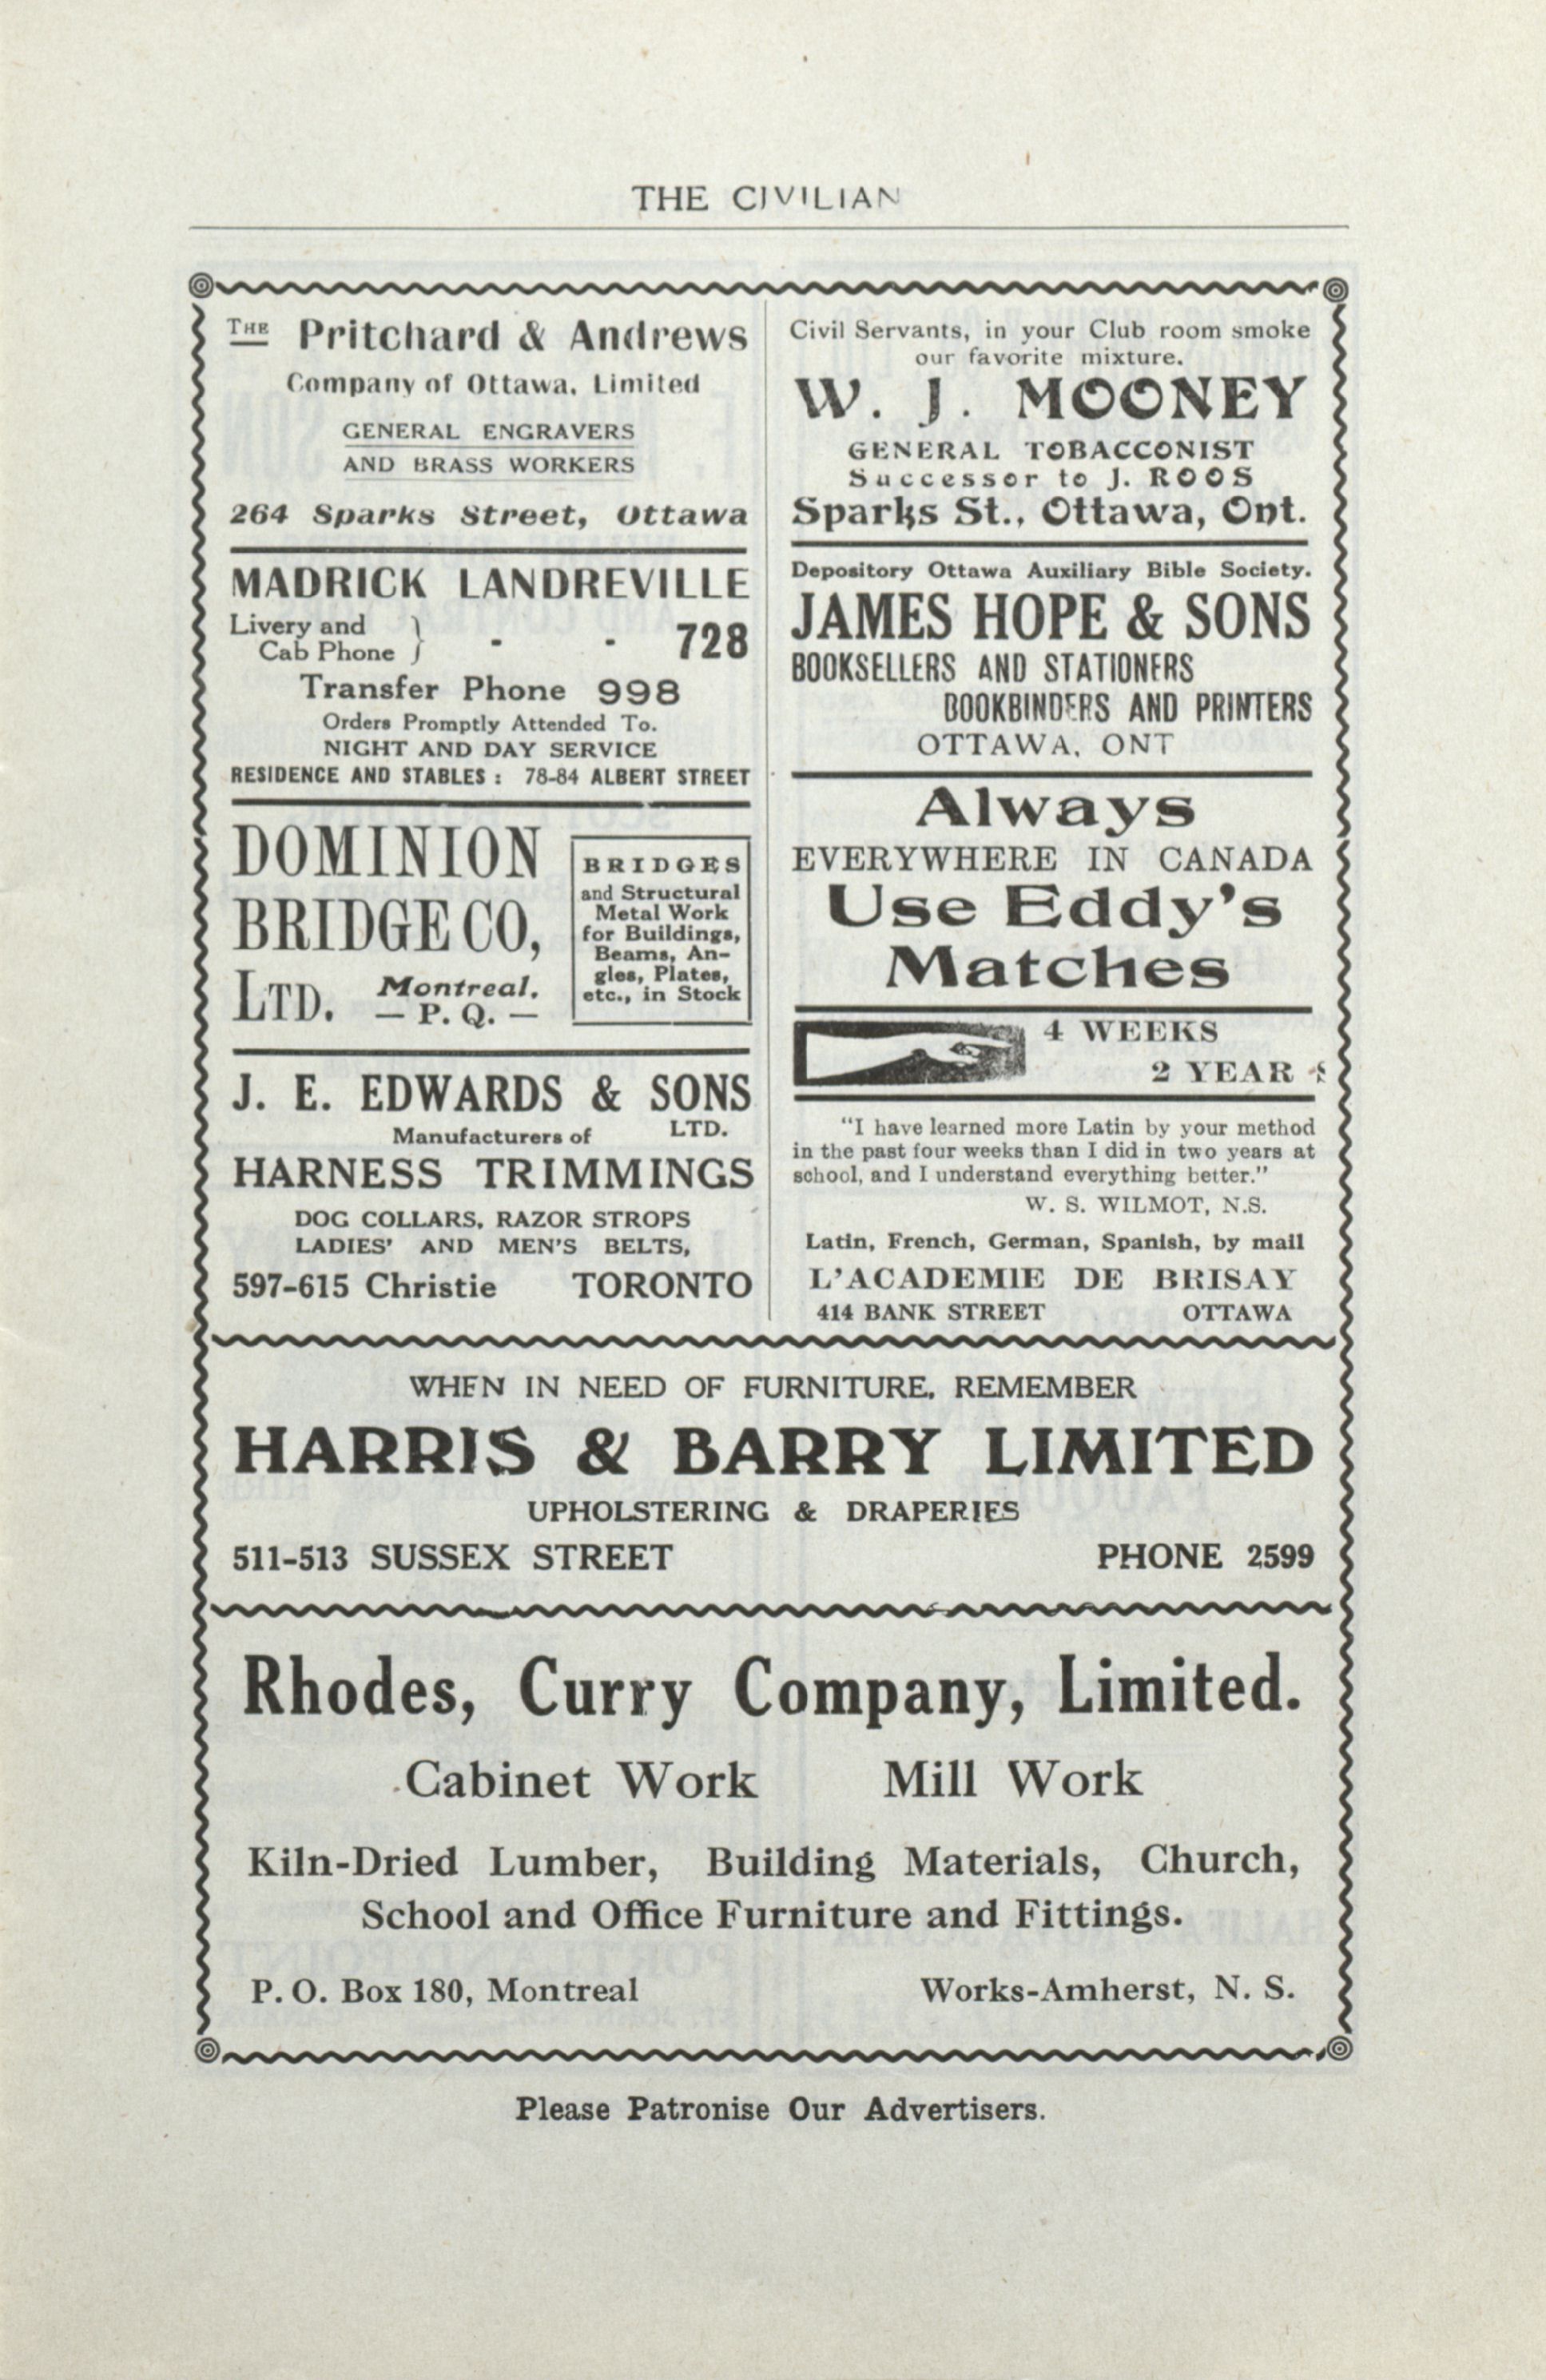 THE CIVILIAN
THE Pritchard & Andrews
Company of Ottawa, Limited
GENERAL ENGRAVERS
AND BRASS WORKERS
264 Sparks Street, Ottawa
MADRICK LANDREVILLE
Livery and
Cab Phone } - - 728
Transfer Phone 998
Orders Promptly Attended To.
NIGHT AND DAY SERVICE
RESIDENCE AND STABLES : 78-84 ALBERT STREET
DOMINION
BRIDGE CO,
LTD. Montreal.
— P. Q. —
BRIDGES
and Structural
Metal Work
for Buildings,
Beams, An-
gles, Plates,
etc., in Stock
J. E. EDWARDS & SONS
Manufacturers of LTD.
HARNESS TRIMMINGS
DOG COLLARS, RAZOR STROPS
LADIES' AND MEN'S BELTS,
597-615 Christie TORONTO
Civil Servants, in your Club room smoke
our favorite mixture.
W. J. MOONEY
GENERAL TOBACCONIST
Successor to J. ROOS
Sparks St., Ottawa, Ont.
Depository Ottawa Auxiliary Bible Society.
JAMES HOPE & SONS
BOOKSELLERS AND STATIONERS
BOOKBINDERS AND PRINTERS
OTTAWA, ONT
Always
EVERYWHERE IN CANADA
Use Eddy's
Matches
4 WEEKS
2 YEARS
"I have learned more Latin by your method
in the past four weeks than I did in two years at
school, and I understand everything better."
W. S. WILMOT, N.S.
Latin, French, German, Spanish, by mail
L'ACADEMIE DE BRISAY
414 BANK STREET OTTAWA
WHEN IN NEED OF FURNITURE, REMEMBER
HARRIS & BARRY LIMITED
UPHOLSTERING & DRAPERIES
511-513 SUSSEX STREET PHONE 2599
Rhodes, Curry Company, Limited.
Cabinet Work Mill Work
Kiln-Dried Lumber, Building Materials, Church,
School and Office Furniture and Fittings.
P. O. Box 180, Montreal Works-Amherst, N. S.
Please Patronise Our Advertisers.